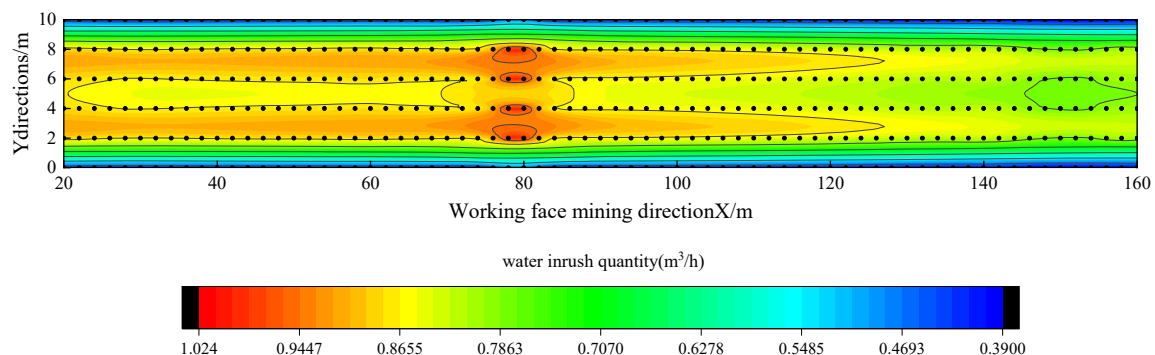 Ydirections/m
10
8
6
4
2
0
20 40 60 80 100 120 140 160
Working face mining directionX/m
water inrush quantity(m³/h)
1.024 0.9447 0.8655 0.7863 0.7070 0.6278 0.5485 0.4693 0.3900